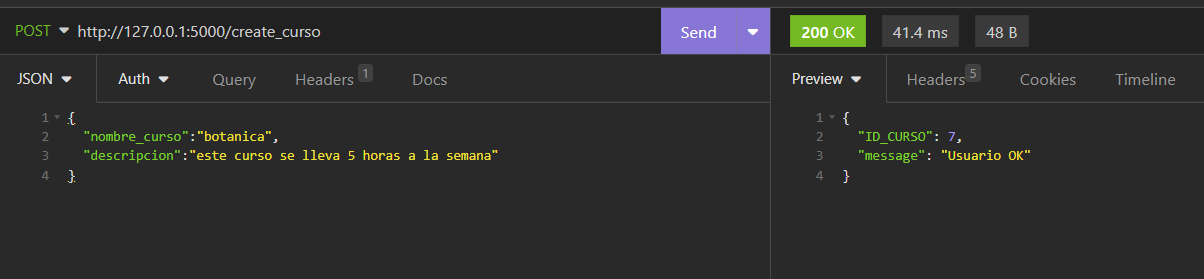 POST http://127.0.0.1:5000/create_curso Send 200 OK 41.4 ms 48 B
JSON Auth Query Headers 1 Docs Preview Headers 5 Cookies Timeline
1 {
2 "nombre_curso":"botanica",
3 "descripcion":"este curso se lleva 5 horas a la semana"
4 }
1 {
2 "ID_CURSO": 7,
3 "message": "Usuario OK"
4 }